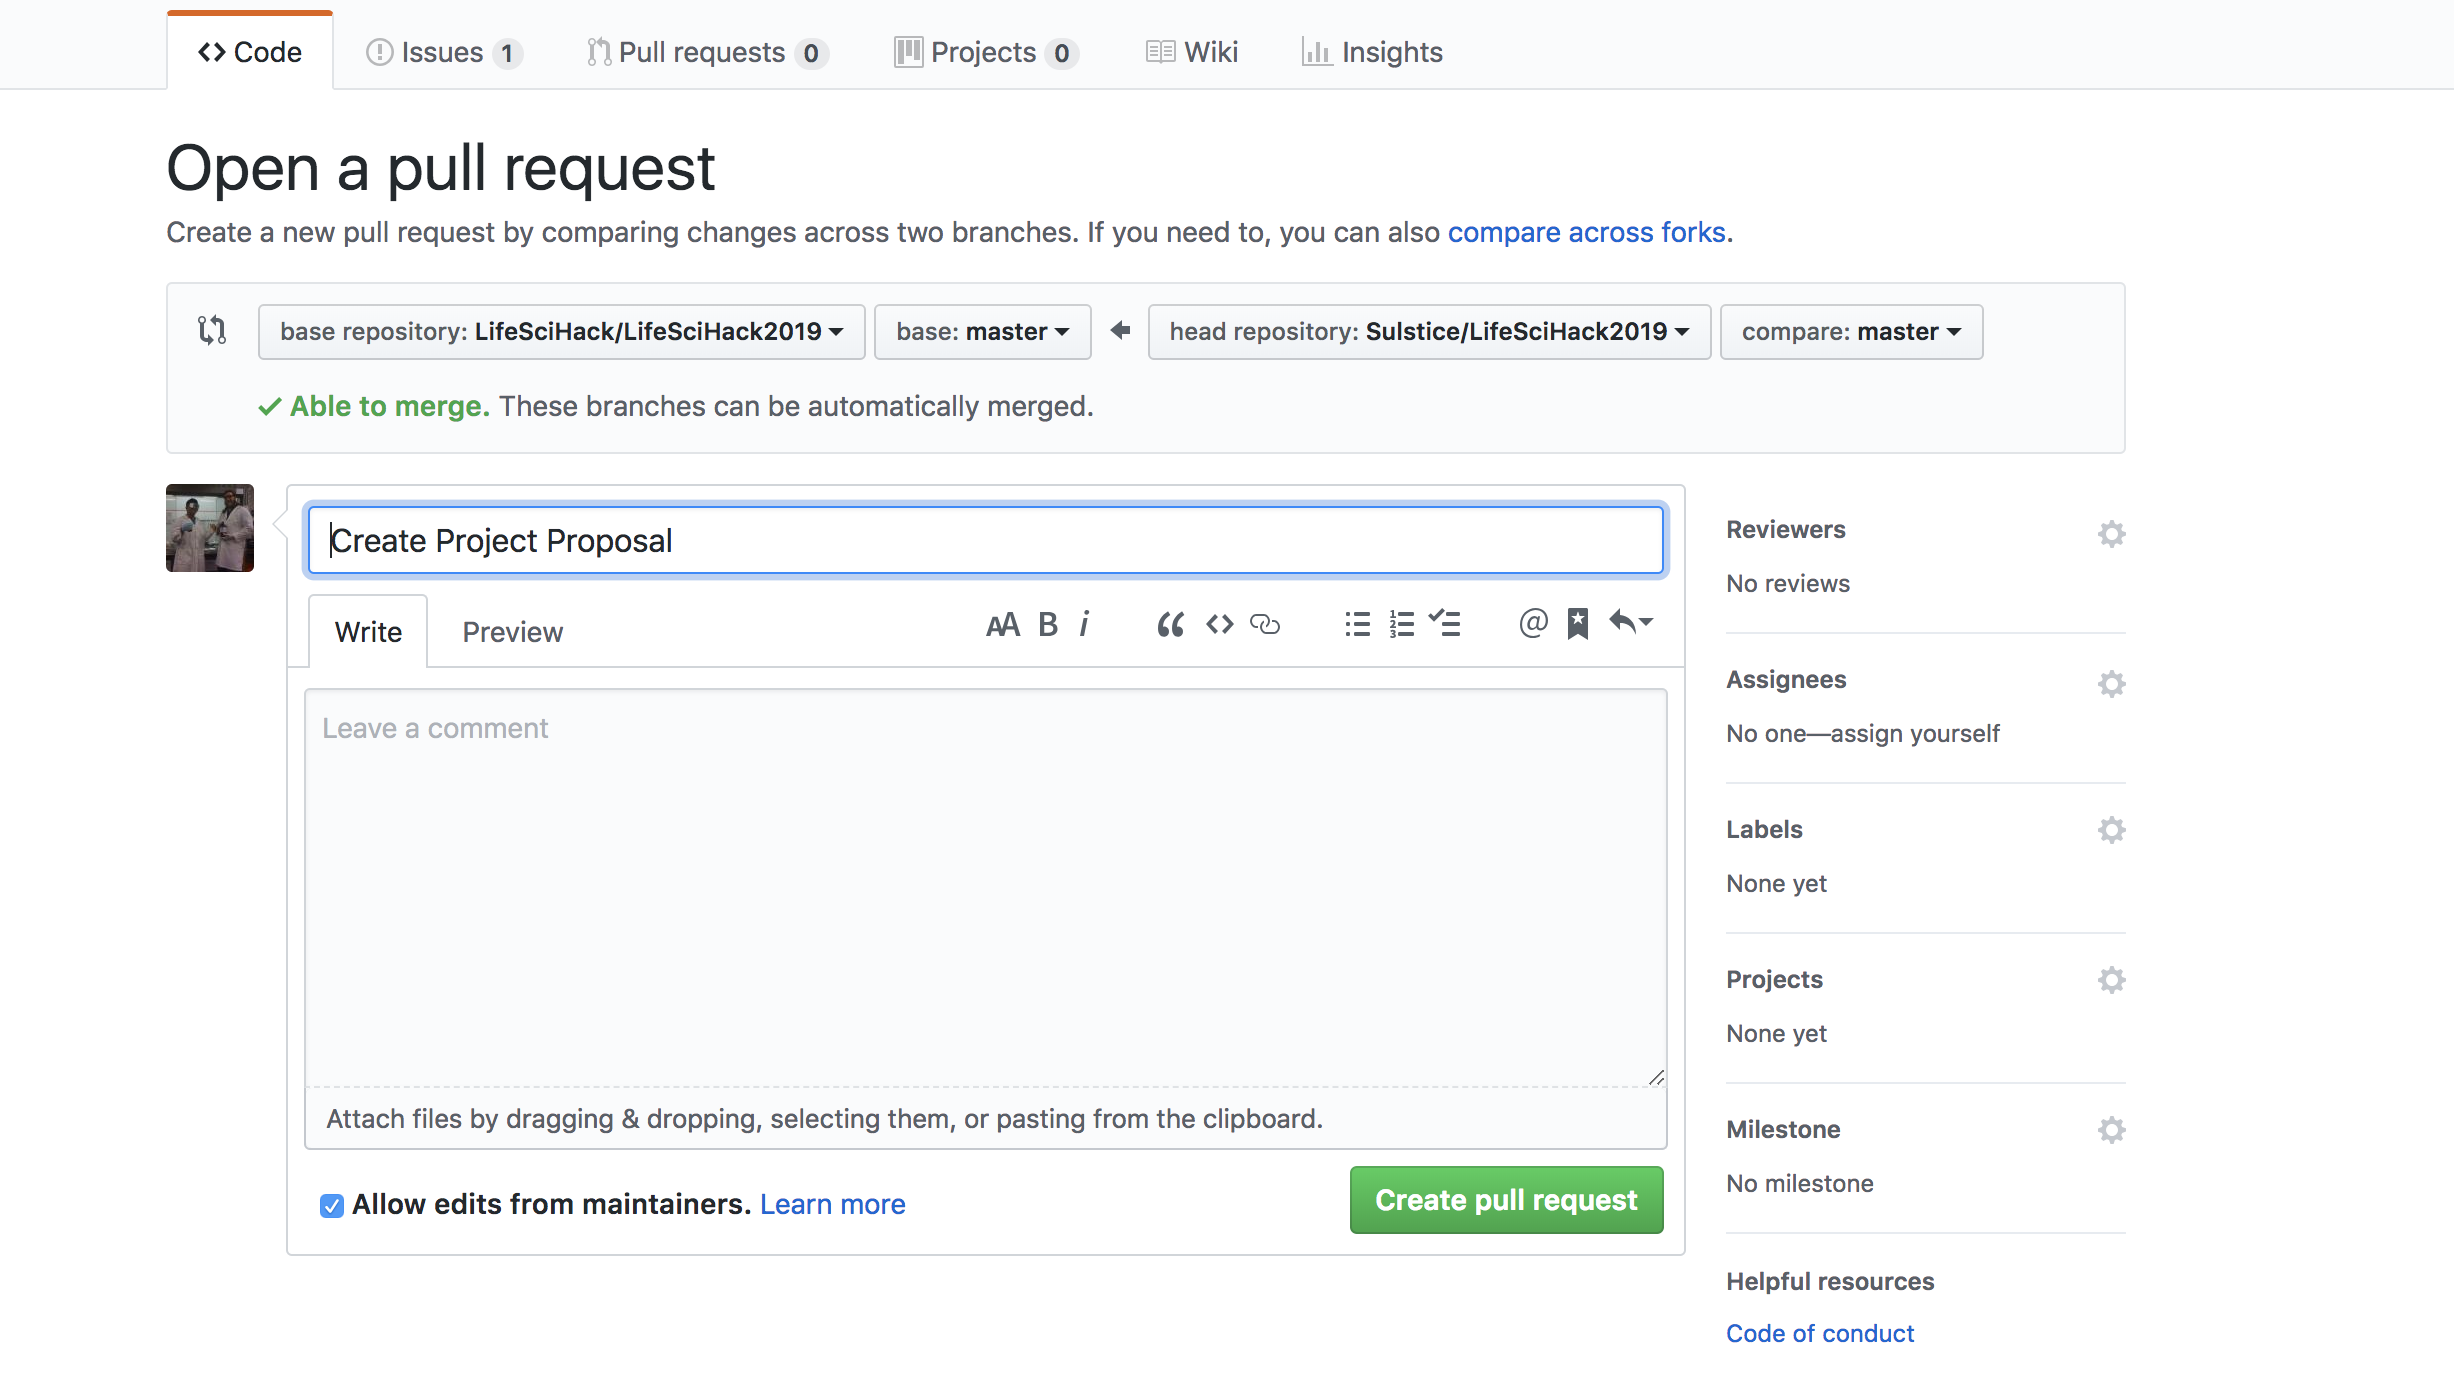 Code Issues 1 Pull requests 0 Projects 0 Wiki Insights
Open a pull request
Create a new pull request by comparing changes across two branches. If you need to, you can also compare across forks.
base repository: LifeSciHack/LifeSciHack2019 base: master head repository: Sulstice/LifeSciHack2019 compare: master
Able to merge. These branches can be automatically merged.
Create Project Proposal
Write Preview AA B i @
Leave a comment
Attach files by dragging & dropping, selecting them, or pasting from the clipboard.
Allow edits from maintainers. Learn more
Create pull request
Reviewers
No reviews
Assignees
No one—assign yourself
Labels
None yet
Projects
None yet
Milestone
No milestone
Helpful resources
Code of conduct